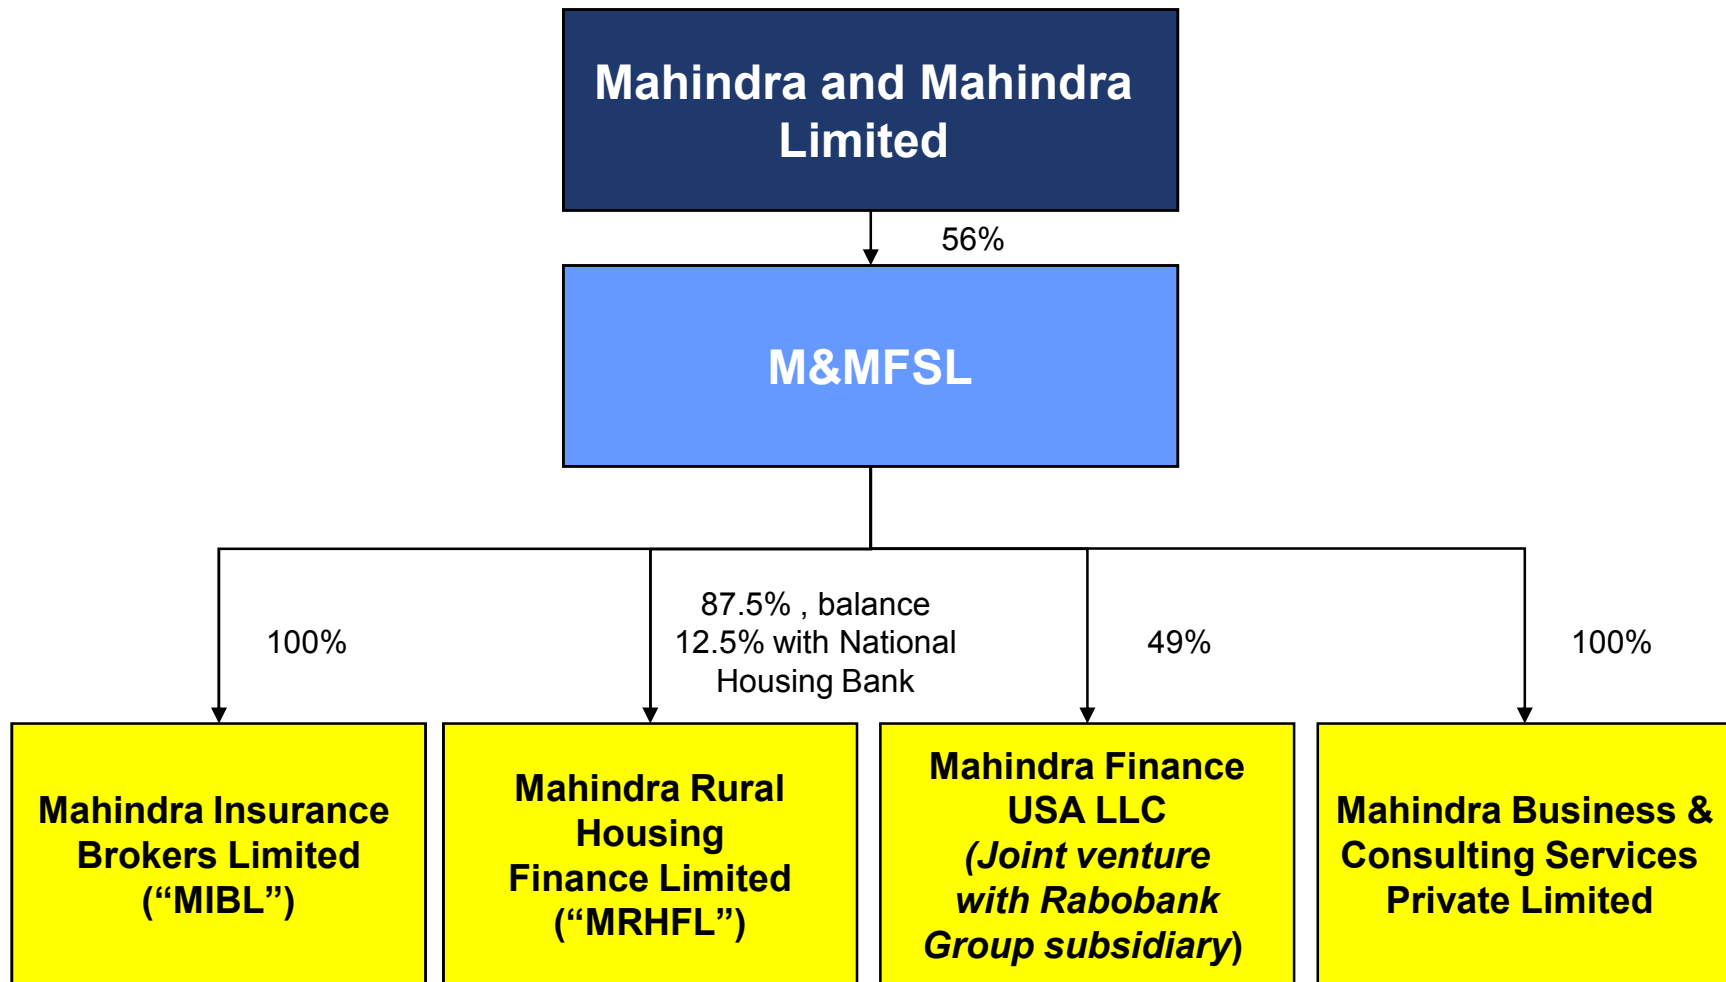 Mahindra and Mahindra
Limited
56%
M&MFSL
100%
87.5% , balance
12.5% with National
Housing Bank
49%
100%
Mahindra Insurance
Brokers Limited
(“MIBL”)
Mahindra Rural
Housing
Finance Limited
(“MRHFL”)
Mahindra Finance
USA LLC
(Joint venture
with Rabobank
Group subsidiary)
Mahindra Business &
Consulting Services
Private Limited